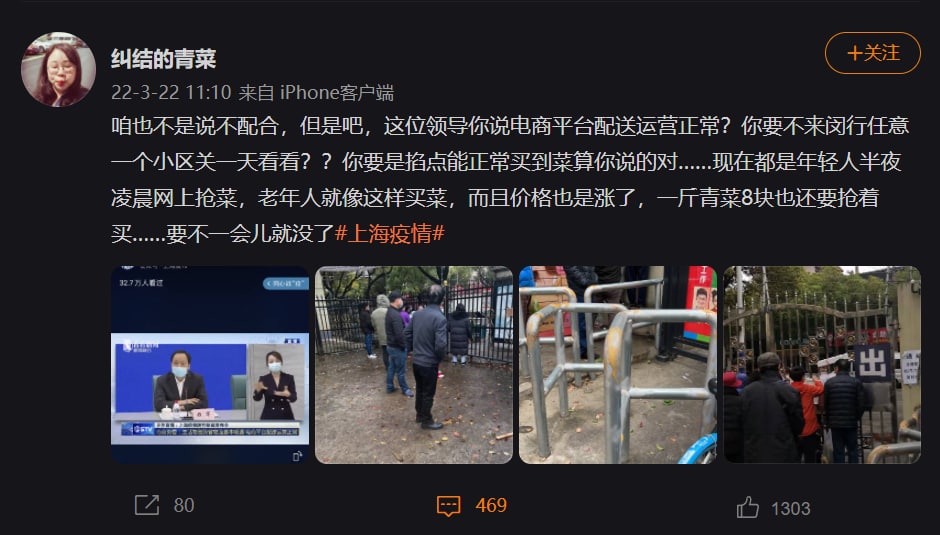 纠结的青菜
+关注
22-3-22 11:10 来自 iPhone客户端
咱也不是说不配合，但是吧，这位领导你说电商平台配送运营正常？你要不来闵行任意
一个小区关一天看看？？你要是掐点能正常买到菜算你说的对......现在都是年轻人半夜
凌晨网上抢菜，老年人就像这样买菜，而且价格也是涨了，一斤青菜8块也还要抢着
买......要不一会儿就没了#上海疫情#
32.7万人看过
工作
出
80
469
1303